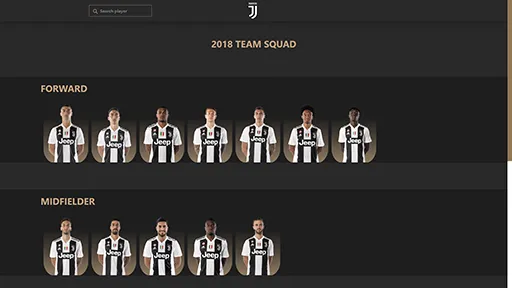 Search player
2018 TEAM SQUAD
FORWARD
Jeep Jeep Jeep Jeep Jeep Jeep Jeep
MIDFIELDER
Jeep Jeep Jeep Jeep Jeep